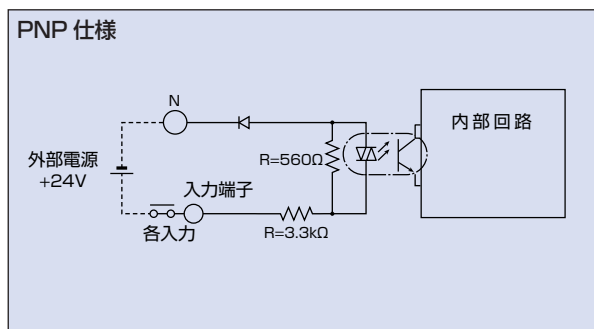 PNP 仕様
N
内部回路
R=560Ω
外部電源
+24V
入力端子
各入力
R=3.3kΩ